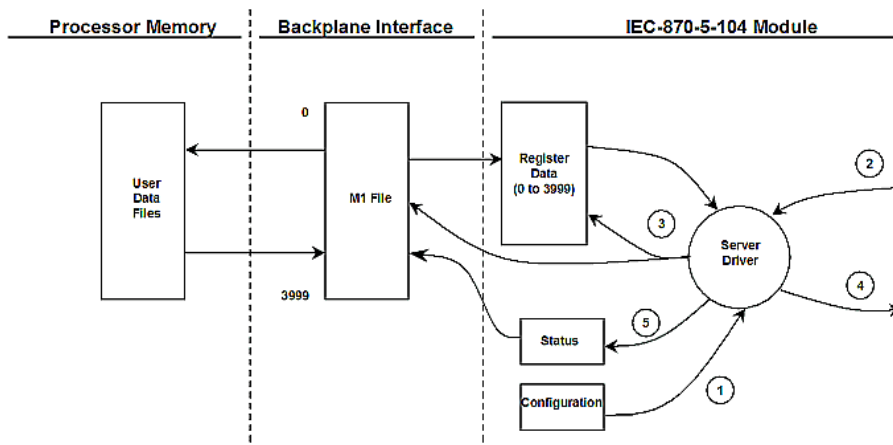 Processor Memory
Backplane Interface
IEC-870-5-104 Module
0
User
Data
Files
M1 File
3999
Register
Data
(0 to 3999)
2
3
Server
Driver
4
5
Status
Configuration
1